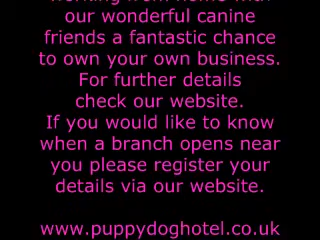 working from home with
our wonderful canine
friends a fantastic chance
to own your own business.
For further details
check our website.
If you would like to know
when a branch opens near
you please register your
details via our website.
www.puppydoghotel.co.uk